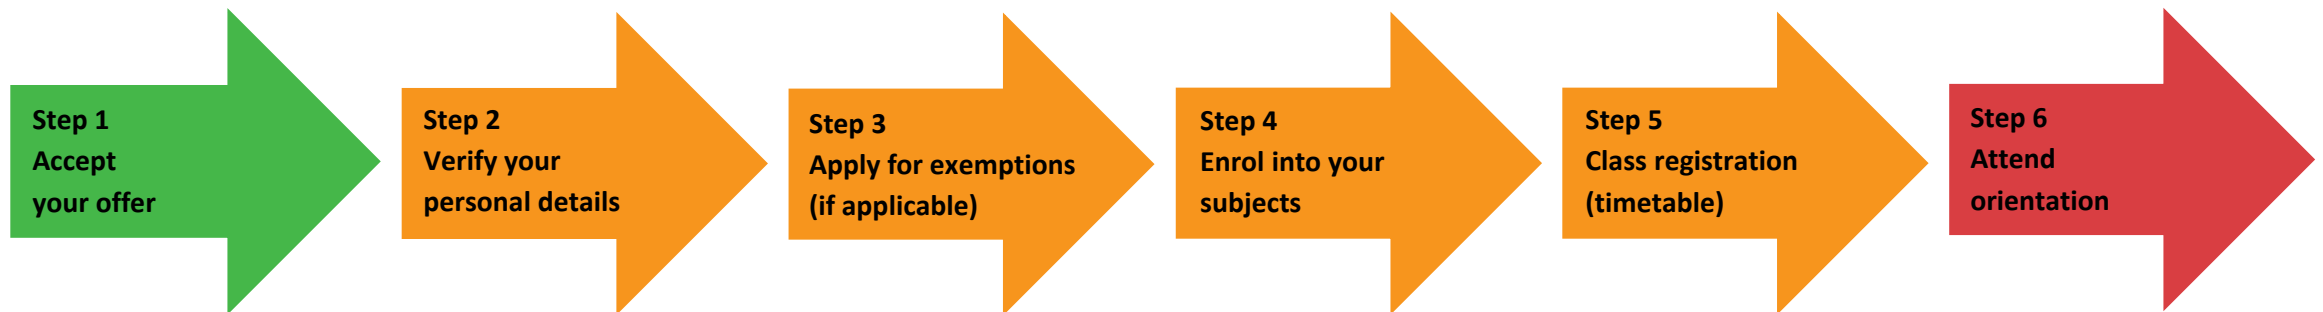 Step 1
Accept
your offer
Step 2
Verify your
personal details
Step 3
Apply for exemptions
(if applicable)
Step 4
Enrol into your
subjects
Step 5
Class registration
(timetable)
Step 6
Attend
orientation